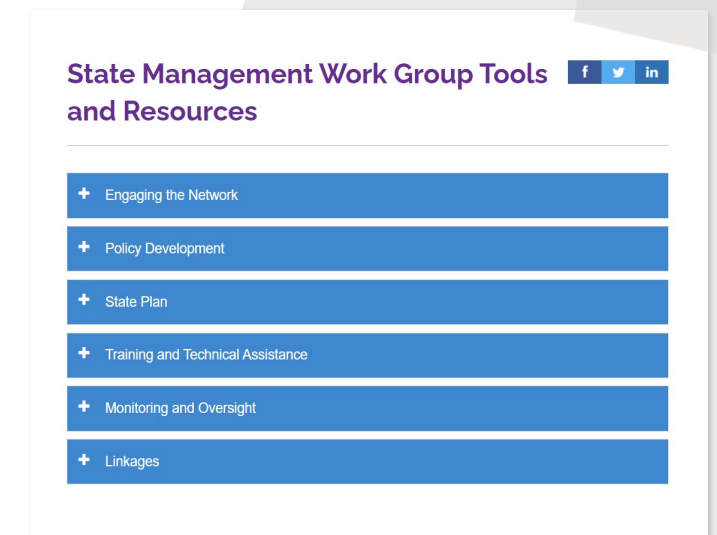 State Management Work Group Tools
and Resources
f in
+ Engaging the Network
+ Policy Development
+ State Plan
+ Training and Technical Assistance
+ Monitoring and Oversight
+ Linkages